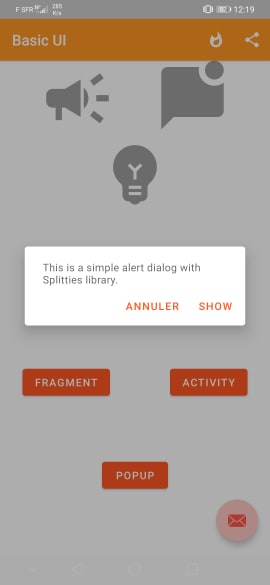 F SFR 285 K/s 12:19
Basic UI
This is a simple alert dialog with
Splitties library.
ANNULER SHOW
FRAGMENT ACTIVITY
POPUP